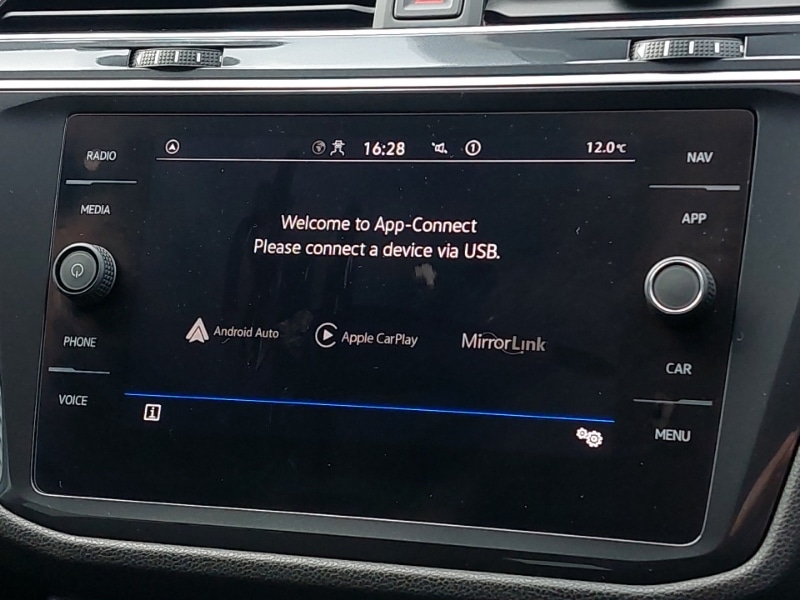 RADIO
MEDIA
PHONE
VOICE
16:28
1
12.0°C
Welcome to App-Connect
Please connect a device via USB.
Android Auto
Apple CarPlay
MirrorLink
i
NAV
APP
CAR
MENU